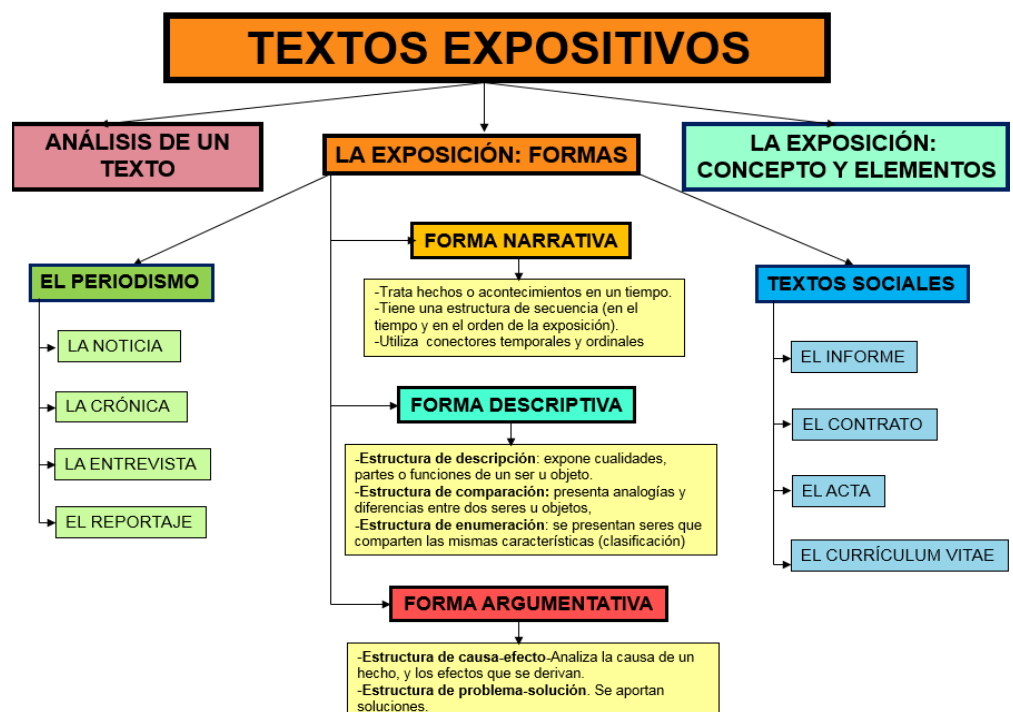 TEXTOS EXPOSITIVOS
ANÁLISIS DE UN
TEXTO
LA EXPOSICIÓN: FORMAS
LA EXPOSICIÓN:
CONCEPTO Y ELEMENTOS
EL PERIODISMO
LA NOTICIA
LA CRÓNICA
LA ENTREVISTA
EL REPORTAJE
FORMA NARRATIVA
-Trata hechos o acontecimientos en un tiempo.
-Tiene una estructura de secuencia (en el
tiempo y en el orden de la exposición).
-Utiliza conectores temporales y ordinales
FORMA DESCRIPTIVA
-Estructura de descripción: expone cualidades,
partes o funciones de un ser u objeto.
-Estructura de comparación: presenta analogías y
diferencias entre dos seres u objetos,
-Estructura de enumeración: se presentan seres que
comparten las mismas características (clasificación)
FORMA ARGUMENTATIVA
-Estructura de causa-efecto-Analiza la causa de un
hecho, y los efectos que se derivan.
-Estructura de problema-solución. Se aportan
soluciones.
TEXTOS SOCIALES
EL INFORME
EL CONTRATO
EL ACTA
EL CURRÍCULUM VITAE